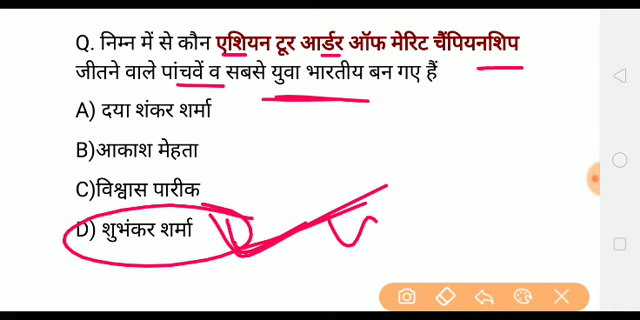 Q. निम्न में से कौन एशियन टूर आर्डर ऑफ मेरिट चैंपियनशिप
जीतने वाले पांचवें व सबसे युवा भारतीय बन गए हैं
A) दया शंकर शर्मा
B)आकाश मेहता
C)विश्वास पारीक
D) शुभंकर शर्मा